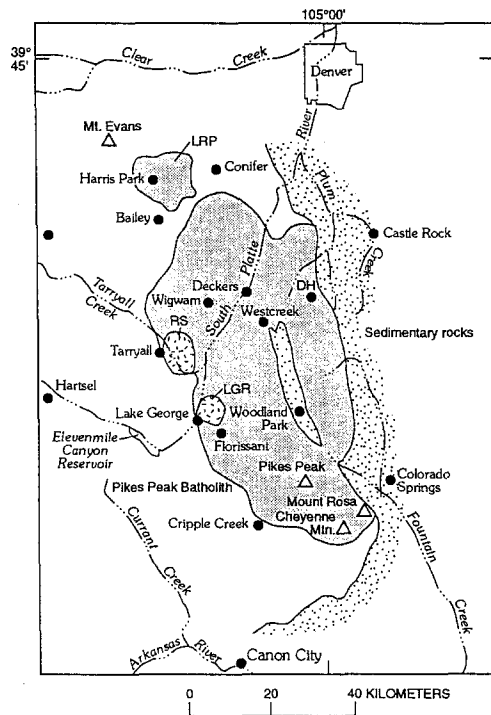 105°00'
39°
45'
Clear
Creek
Denver
River
Mt. Evans
LRP
Conifer
Harris Park
Plum
Bailey
Castle Rock
Creek
Platte
Tarryall
Creek
Deckers
DH
Wigwam
Westcreek
South
RS
Sedimentary rocks
Tarryall
Hartsel
LGR
Lake George
Woodland
Park
Elevenmile
Canyon
Reservoir
Florissant
Pikes Peak
Colorado
Springs
Pikes Peak Batholith
Mount Rosa
Cheyenne
Mtn.
Cripple Creek
Fountain
Creek
Currant
Creek
Arkansas
River
Canon City
0 20 40 KILOMETERS